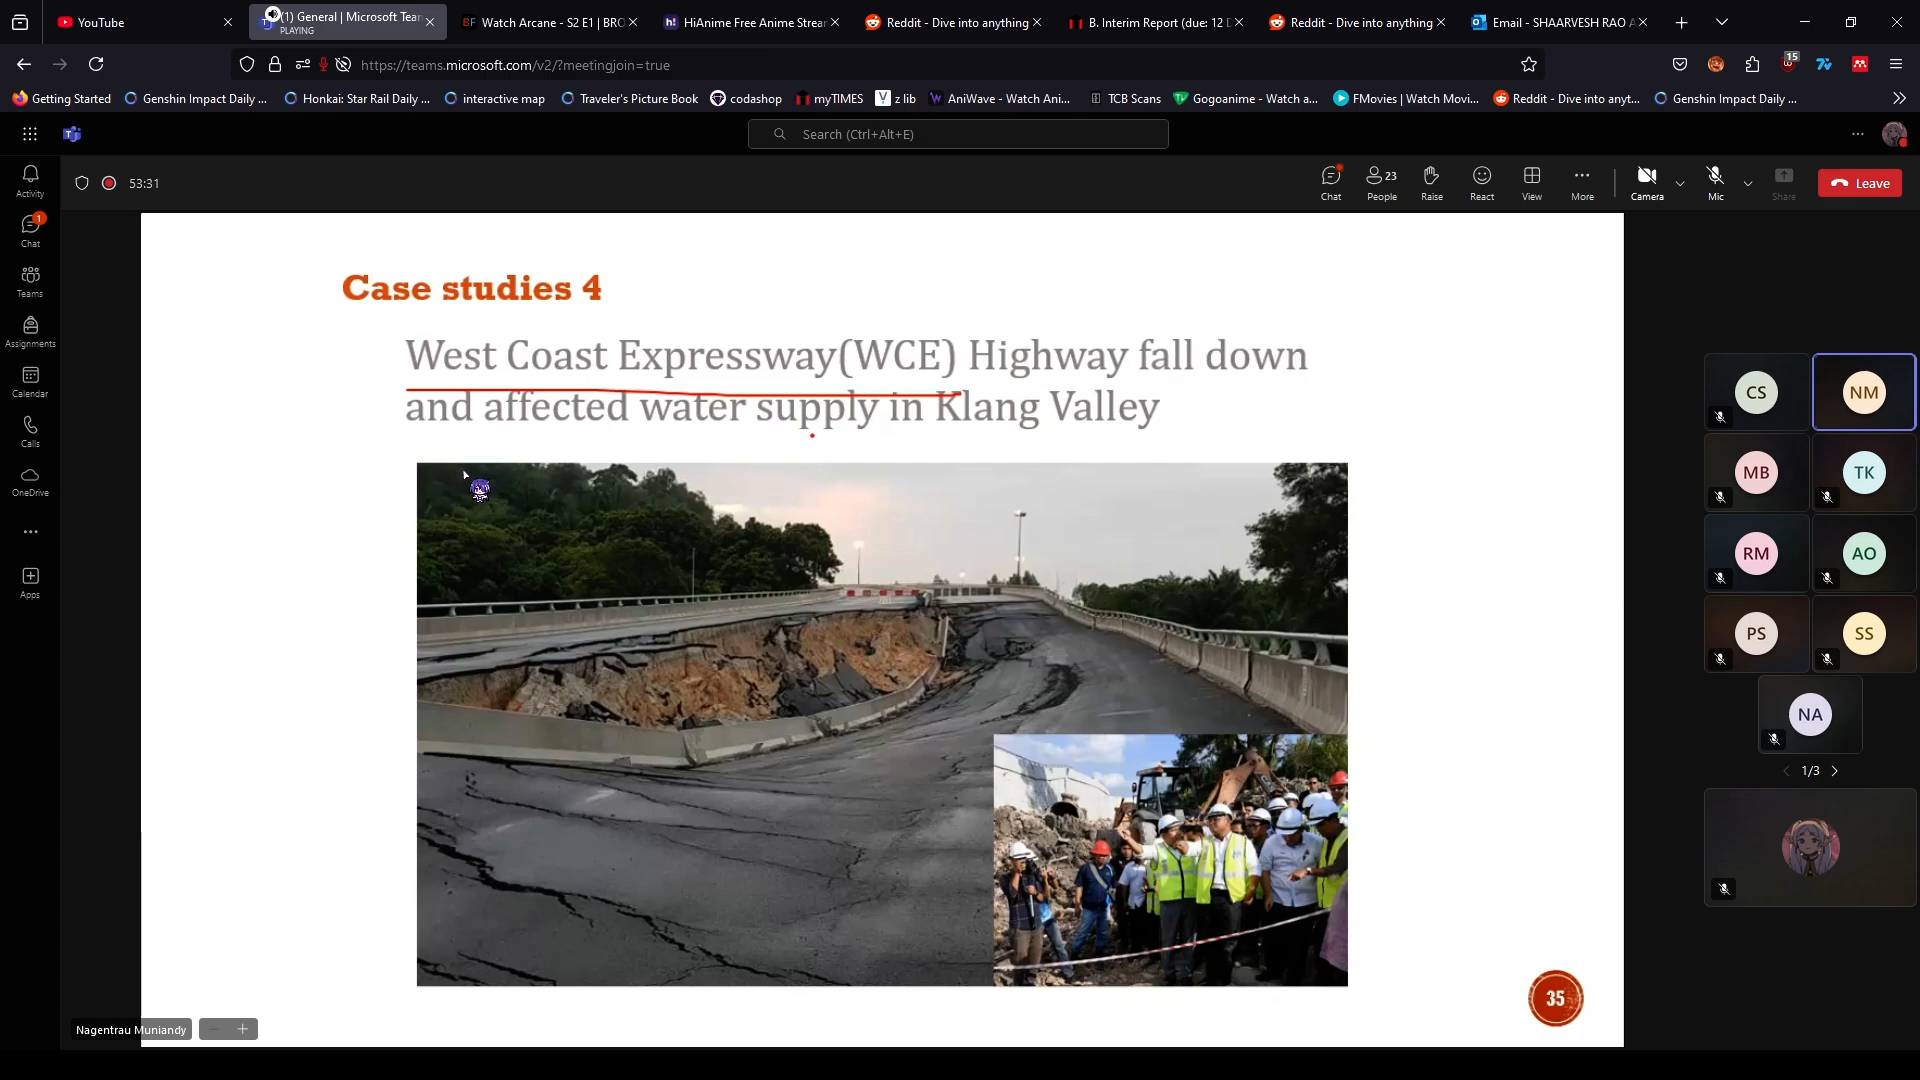 YouTube
(1) General | Microsoft Tean
PLAYING
BF Watch Arcane - S2 E1 | BRO
h! HiAnime Free Anime Strear
Reddit - Dive into anything
B. Interim Report (due: 12 D
Reddit - Dive into anything
Email - SHAARVESH RAO A
https://teams.microsoft.com/v2/?meetingjoin=true
15
Getting Started
Genshin Impact Daily ...
Honkai: Star Rail Daily ...
interactive map
Traveler's Picture Book
codashop
myTIMES
Z z lib
W AniWave - Watch Ani...
TCB Scans
Gogoanime - Watch a...
FMovies | Watch Movi...
Reddit - Dive into anyt...
Genshin Impact Daily ...
Search (Ctrl+Alt+E)
53:31
Chat
23
People
Raise
React
View
More
Camera
Mic
Share
Leave
Activity
1
Chat
Teams
Assignments
Calendar
Calls
OneDrive
Apps
Case studies 4
West Coast Expressway(WCE) Highway fall down
and affected water supply in Klang Valley
35
Nagentrau Muniandy
CS
NM
MB
TK
RM
AO
PS
SS
NA
1/3